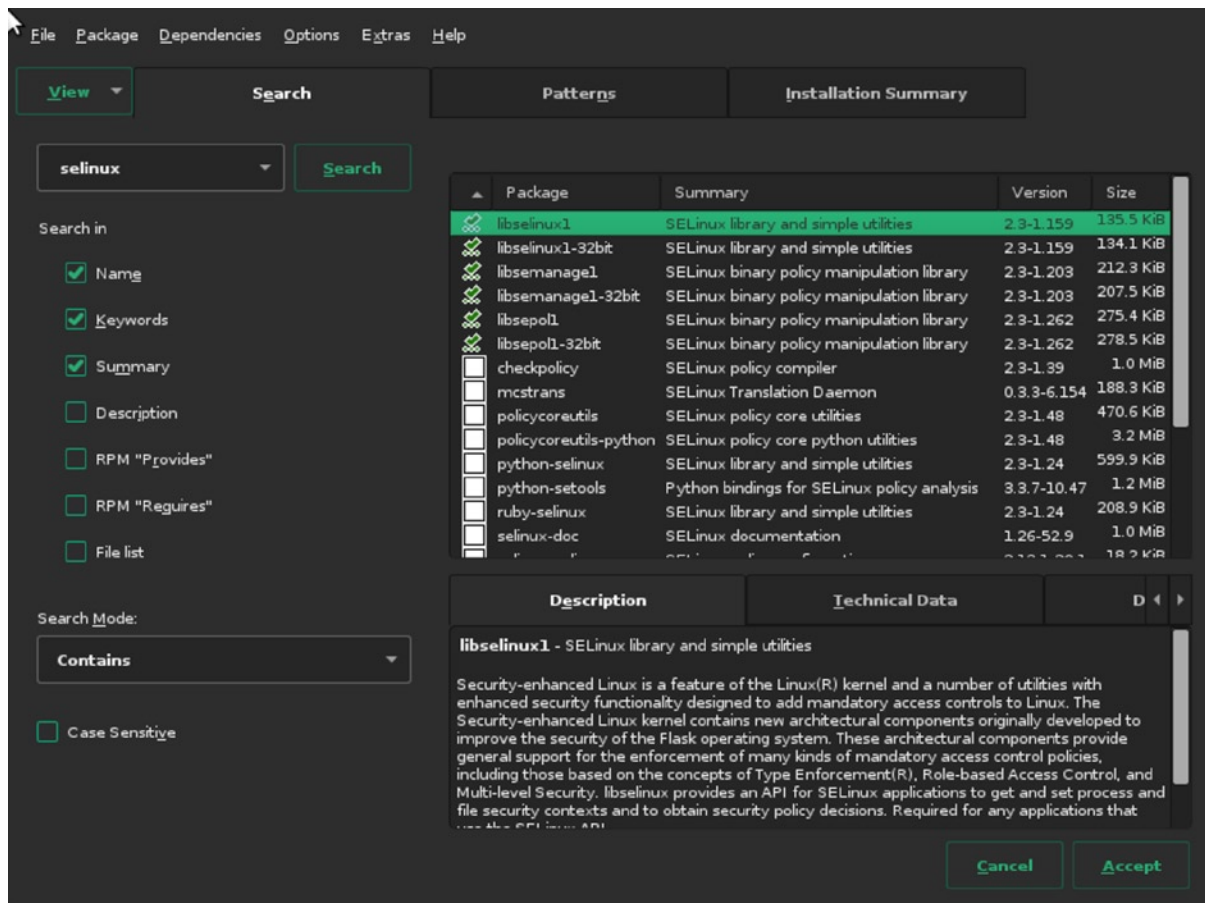 File Package Dependencies Options Extras Help
View Search Patterns Installation Summary
selinux Search
Search in
Name
Keywords
Summary
Description
RPM "Provides"
RPM "Requires"
File list
Search Mode:
Contains
Case Sensitive
Package Summary Version Size
libselinux1 SELinux library and simple utilities 2.3-1.159 135.5 KiB
libselinux1-32bit SELinux library and simple utilities 2.3-1.159 134.1 KiB
libsemanage1 SELinux binary policy manipulation library 2.3-1.203 212.3 KiB
libsemanage1-32bit SELinux binary policy manipulation library 2.3-1.203 207.5 KiB
libsepol1 SELinux binary policy manipulation library 2.3-1.262 275.4 KiB
libsepol1-32bit SELinux binary policy manipulation library 2.3-1.262 278.5 KiB
checkpolicy SELinux policy compiler 2.3-1.39 1.0 MiB
mcstrans SELinux Translation Daemon 0.3.3-6.154 188.3 KiB
policycoreutils SELinux policy core utilities 2.3-1.48 470.6 KiB
policycoreutils-python SELinux policy core python utilities 2.3-1.48 3.2 MiB
python-selinux SELinux library and simple utilities 2.3-1.24 599.9 KiB
python-setools Python bindings for SELinux policy analysis 3.3.7-10.47 1.2 MiB
ruby-selinux SELinux library and simple utilities 2.3-1.24 208.9 KiB
selinux-doc SELinux documentation 1.26-52.9 1.0 MiB
18.2 KiB
Description Technical Data D
libselinux1 - SELinux library and simple utilities
Security-enhanced Linux is a feature of the Linux(R) kernel and a number of utilities with
enhanced security functionality designed to add mandatory access controls to Linux. The
Security-enhanced Linux kernel contains new architectural components originally developed to
improve the security of the Flask operating system. These architectural components provide
general support for the enforcement of many kinds of mandatory access control policies,
including those based on the concepts of Type Enforcement(R), Role-based Access Control, and
Multi-level Security. libselinux provides an API for SELinux applications to get and set process and
file security contexts and to obtain security policy decisions. Required for any applications that
use the SELinux API.
Cancel Accept